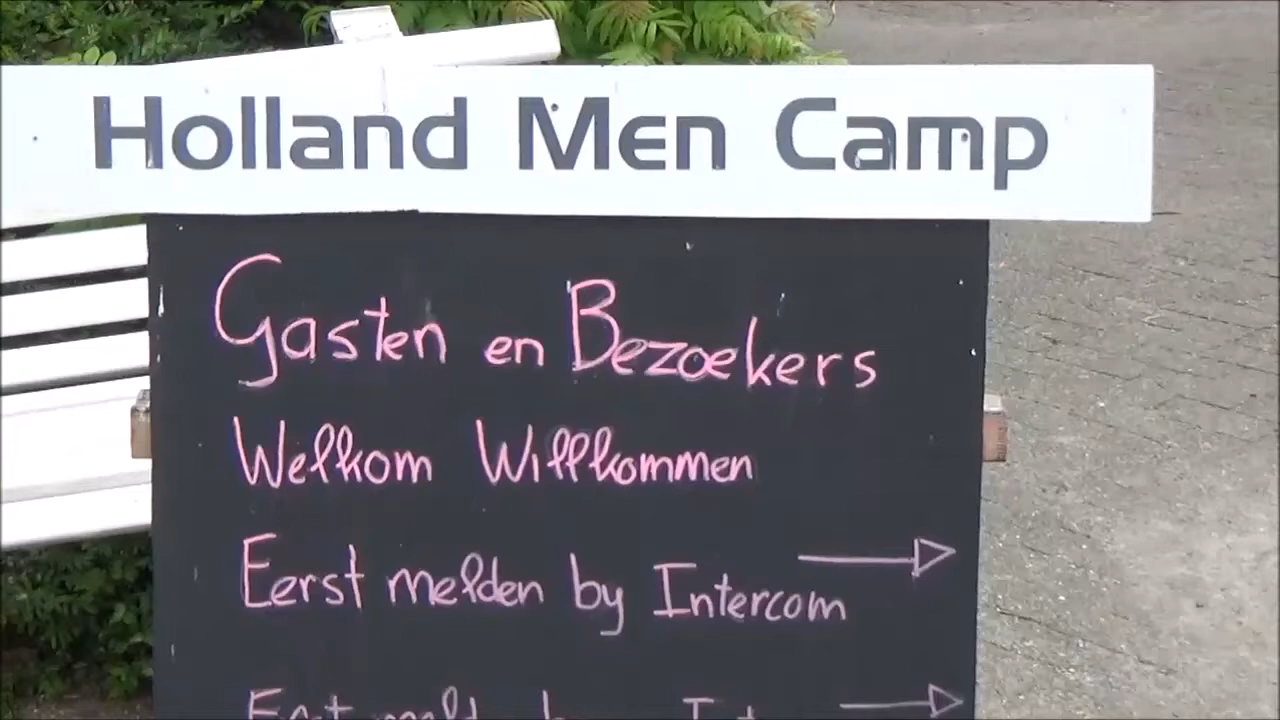 Holland Men Camp
Gasten en Bezoekers
Welkom Willkommen
Eerst melden by Intercom